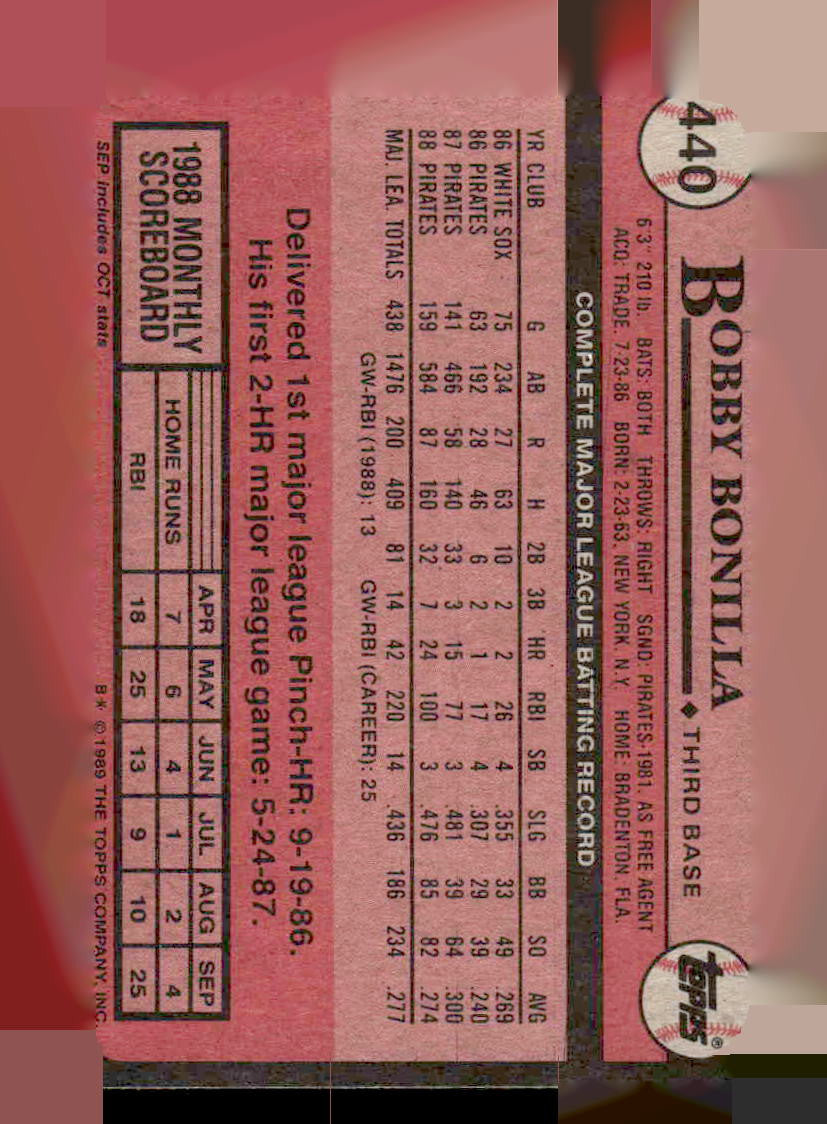 440
BOBBY BONILLA ◆ THIRD BASE
TOPPS®
6'3" 210 lb. BATS: BOTH THROWS: RIGHT SGND: PIRATES-1981, AS FREE AGENT
ACQ: TRADE, 7-23-86 BORN: 2-23-63, NEW YORK, N.Y. HOME: BRADENTON, FLA.
COMPLETE MAJOR LEAGUE BATTING RECORD
YR CLUB G AB R H 2B 3B HR RBI SB SLG BB SO AVG
86 WHITE SOX 75 234 27 63 10 2 2 26 4 .355 33 49 .269
86 PIRATES 63 192 28 46 6 2 1 17 4 .307 29 39 .240
87 PIRATES 141 466 58 140 33 3 15 77 3 .481 39 64 .300
88 PIRATES 159 584 87 160 32 7 24 100 3 .476 85 82 .274
MAJ. LEA. TOTALS 438 1476 200 409 81 14 42 220 14 .436 186 234 .277
GW-RBI (1988): 13 GW-RBI (CAREER): 25
Delivered 1st major league Pinch-HR: 9-19-86.
His first 2-HR major league game: 5-24-87.
1988 MONTHLY
SCOREBOARD
APR MAY JUN JUL AUG SEP
HOME RUNS 7 6 4 1 2 4
RBI 18 25 13 9 10 25
SEP includes OCT stats
B* © 1989 THE TOPPS COMPANY, INC.